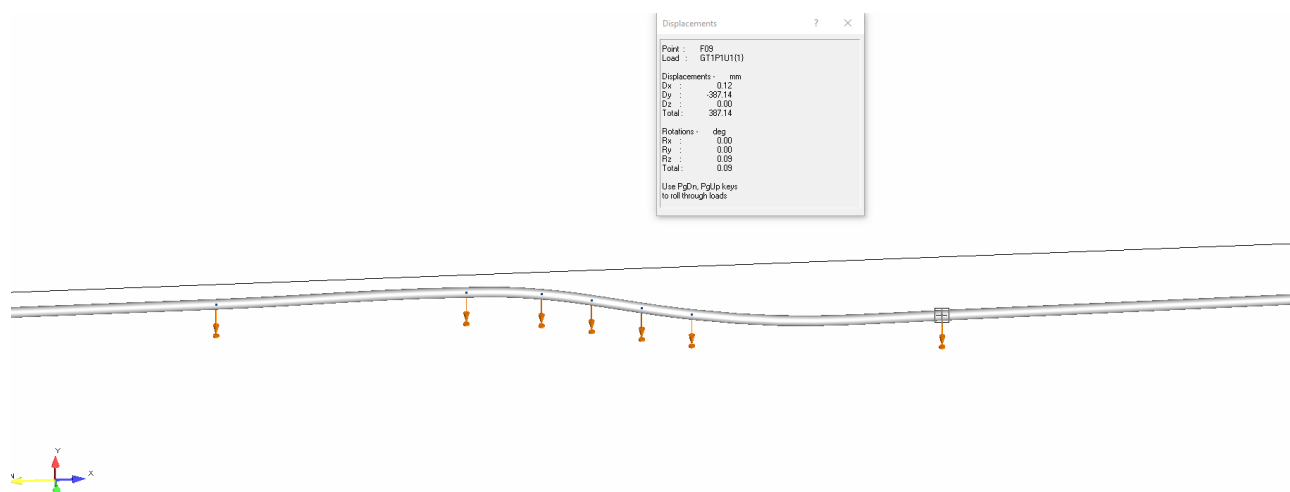 Displacements ?
Point : F09
Load : GT1P1U1{1}
Displacements - mm
Dx : 0.12
Dy : -387.14
Dz : 0.00
Total : 387.14
Rotations - deg
Rx : 0.00
Ry : 0.00
Rz : 0.09
Total : 0.09
Use PgDn, PgUp keys
to roll through loads
Y
X